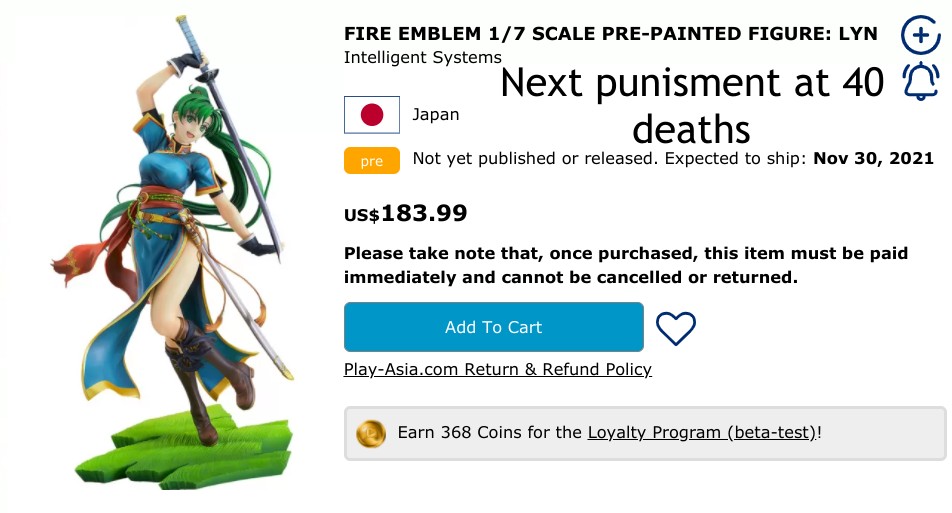 FIRE EMBLEM 1/7 SCALE PRE-PAINTED FIGURE: LYN
Intelligent Systems
Next punisment at 40
deaths
Japan
pre
Not yet published or released. Expected to ship: Nov 30, 2021
US$183.99
Please take note that, once purchased, this item must be paid
immediately and cannot be cancelled or returned.
Add To Cart
Play-Asia.com Return & Refund Policy
Earn 368 Coins for the Loyalty Program (beta-test)!